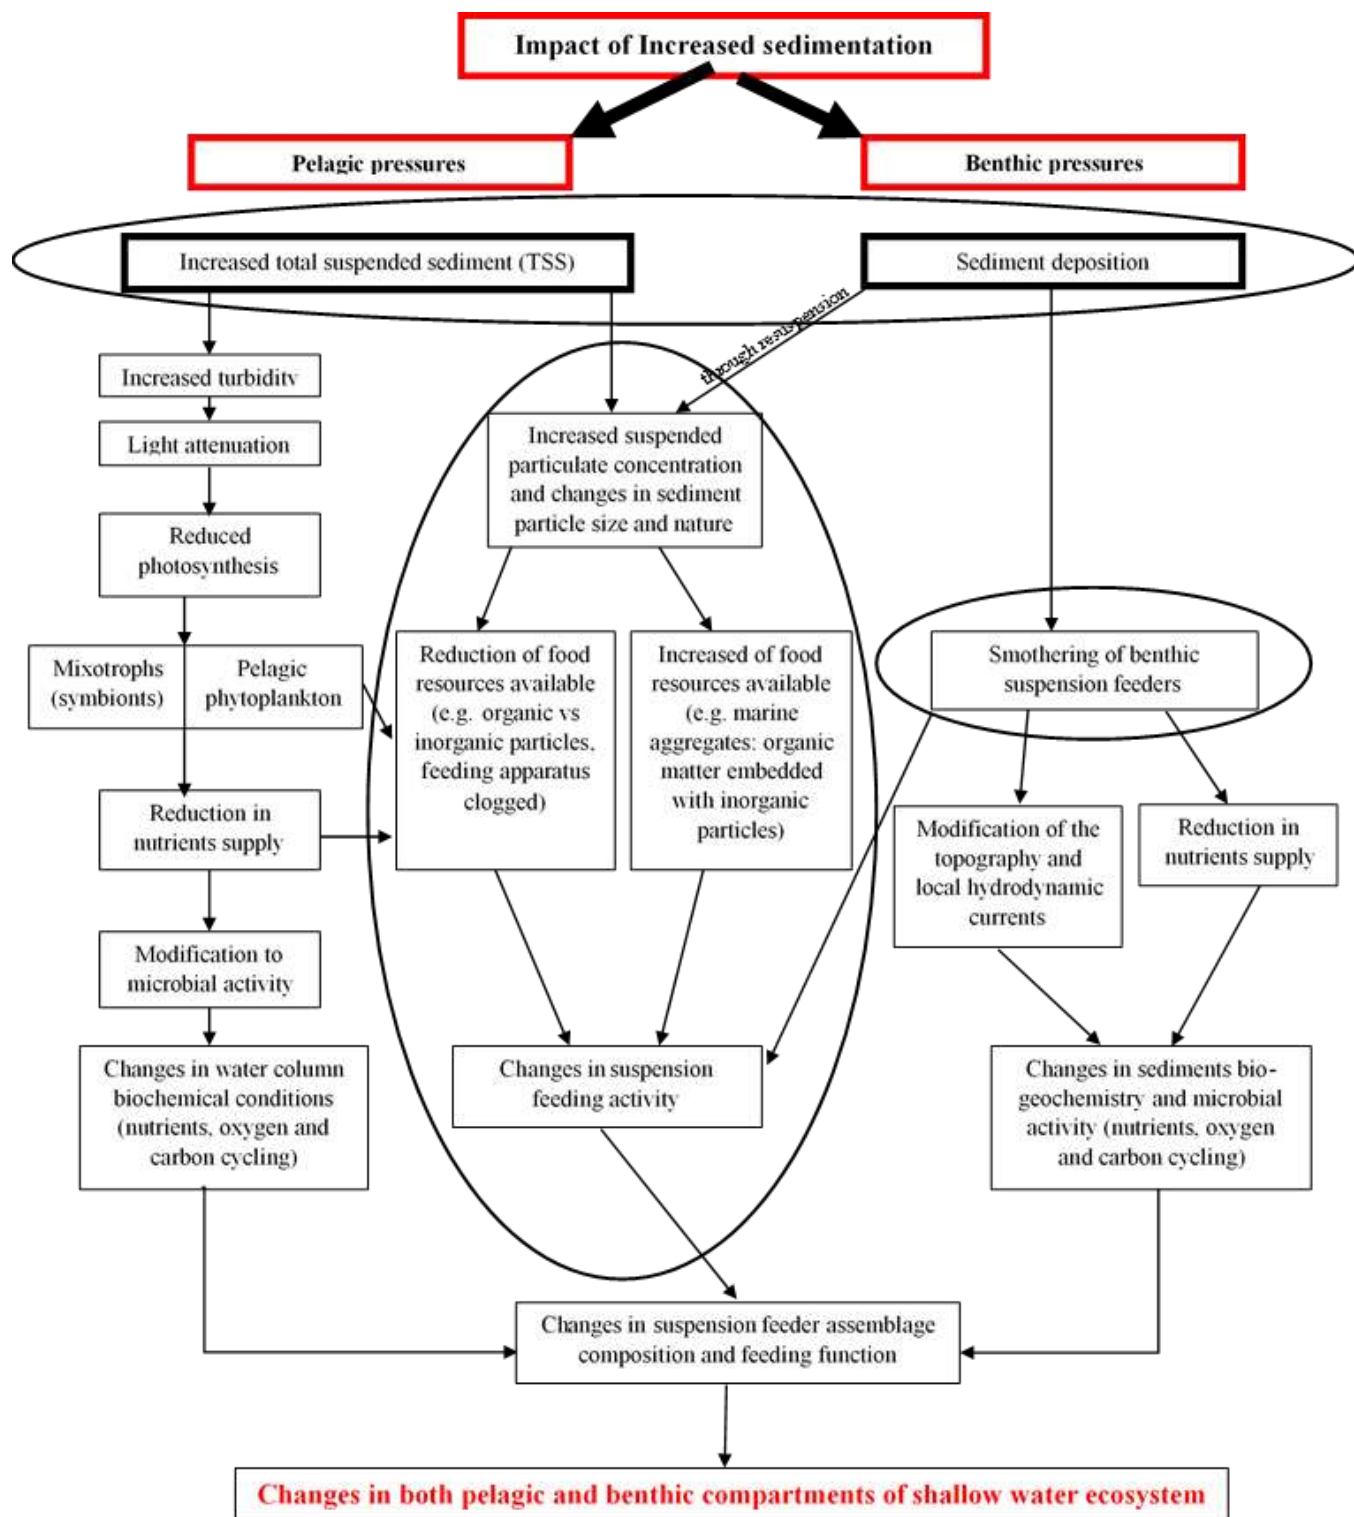 Impact of Increased sedimentation
Pelagic pressures
Benthic pressures
Increased total suspended sediment (TSS)
Sediment deposition
through resuspension
Increased turbidity
Light attenuation
Increased suspended
particulate concentration
and changes in sediment
particle size and nature
Reduced
photosynthesis
Mixotrophs
(symbionts)
Pelagic
phytoplankton
Reduction of food
resources available
(e.g. organic vs
inorganic particles,
feeding apparatus
clogged)
Increased of food
resources available
(e.g. marine
aggregates: organic
matter embedded
with inorganic
particles)
Smothering of benthic
suspension feeders
Reduction in
nutrients supply
Modification of the
topography and
local hydrodynamic
currents
Reduction in
nutrients supply
Modification to
microbial activity
Changes in water column
biochemical conditions
(nutrients, oxygen and
carbon cycling)
Changes in suspension
feeding activity
Changes in sediments bio-
geochemistry and microbial
activity (nutrients, oxygen
and carbon cycling)
Changes in suspension feeder assemblage
composition and feeding function
Changes in both pelagic and benthic compartments of shallow water ecosystem